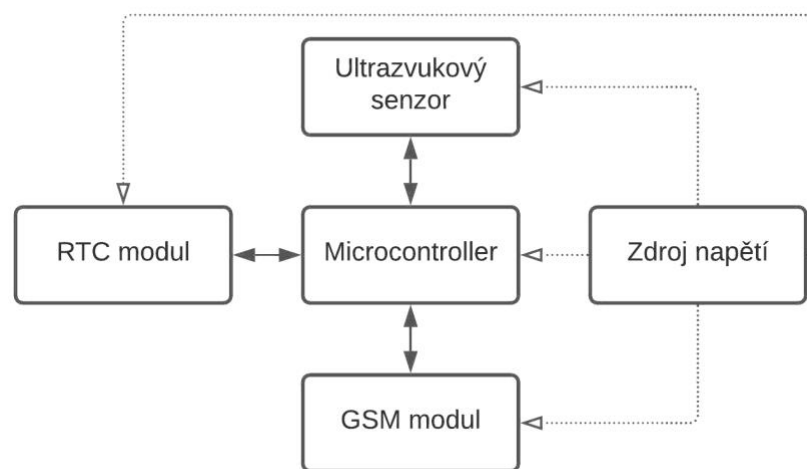 Ultrazvukový
senzor
RTC modul
Microcontroller
Zdroj napětí
GSM modul